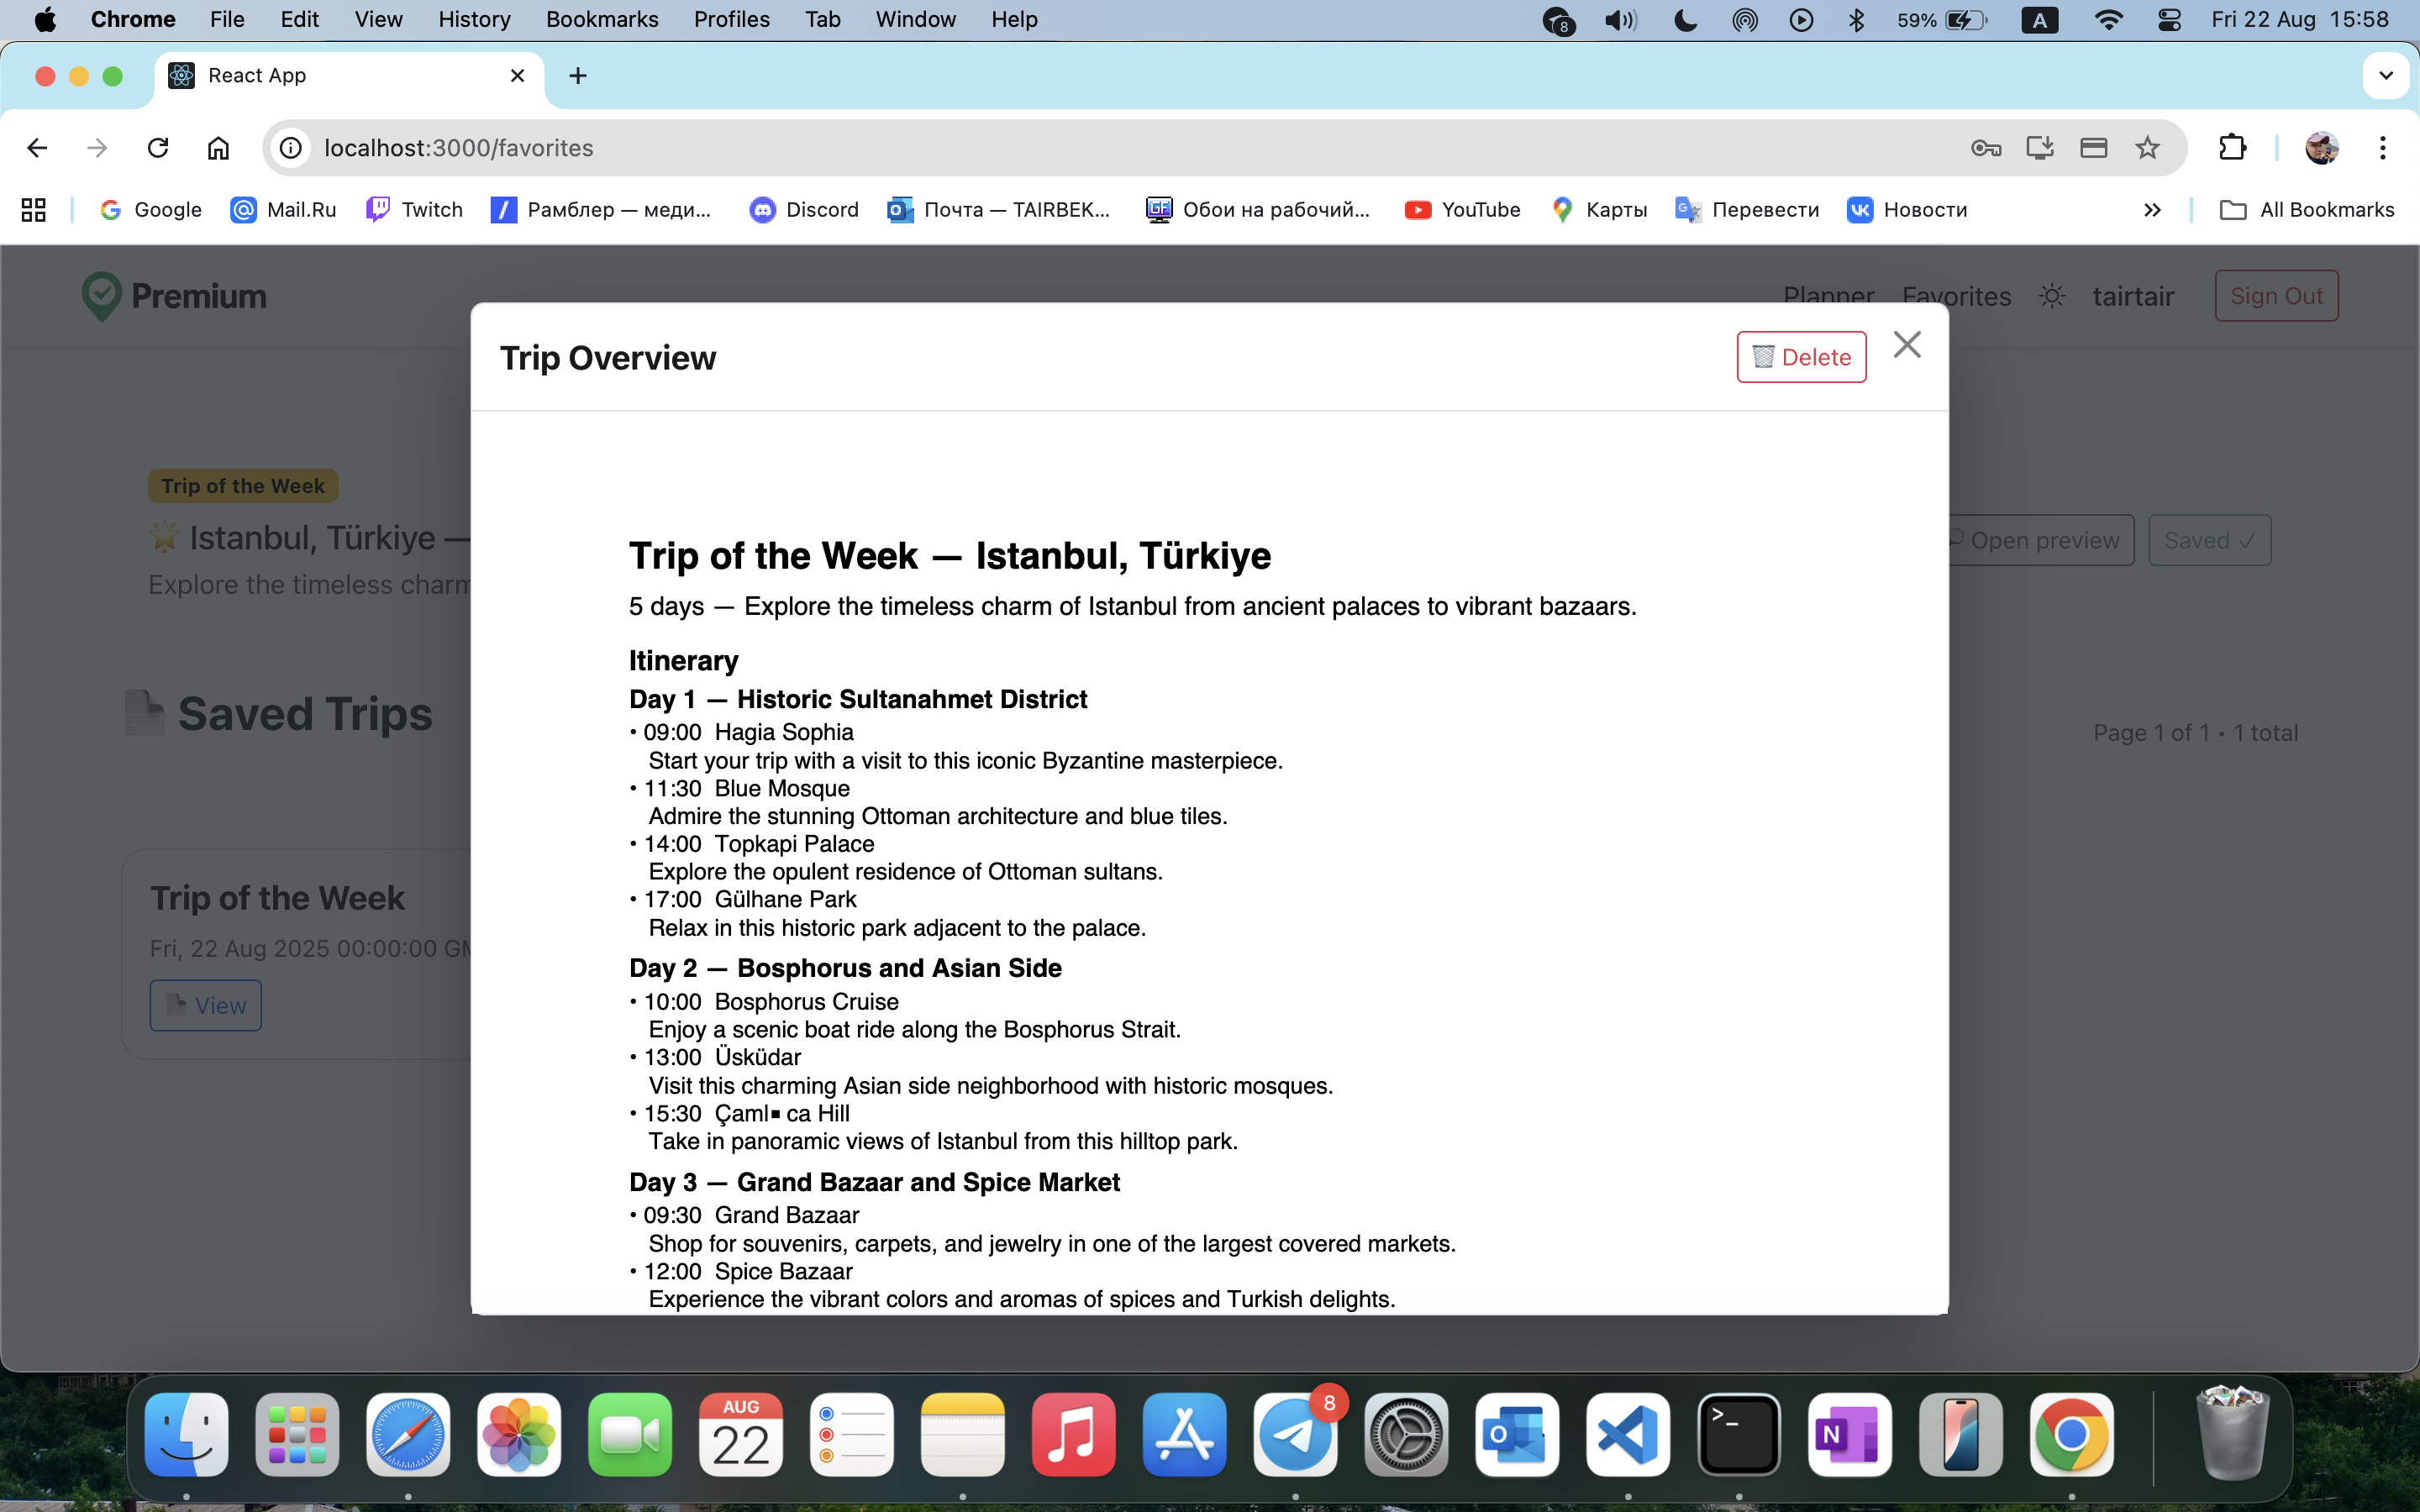 Chrome File Edit View History Bookmarks Profiles Tab Window Help 8 59% A Fri 22 Aug 15:58
React App
localhost:3000/favorites
Google Mail.Ru Twitch Рамблер — меди... Discord Почта — TAIRBEK... Обои на рабочий... YouTube Карты Перевести Новости All Bookmarks
Premium Planner Favorites tairtair Sign Out
Trip Overview Delete
Trip of the Week
Istanbul, Türkiye — Open preview Saved ✓
Explore the timeless charm
Saved Trips
Page 1 of 1 • 1 total
Trip of the Week
Fri, 22 Aug 2025 00:00:00 GM
View
Trip of the Week — Istanbul, Türkiye
5 days — Explore the timeless charm of Istanbul from ancient palaces to vibrant bazaars.
Itinerary
Day 1 — Historic Sultanahmet District
• 09:00 Hagia Sophia
Start your trip with a visit to this iconic Byzantine masterpiece.
• 11:30 Blue Mosque
Admire the stunning Ottoman architecture and blue tiles.
• 14:00 Topkapi Palace
Explore the opulent residence of Ottoman sultans.
• 17:00 Gülhane Park
Relax in this historic park adjacent to the palace.
Day 2 — Bosphorus and Asian Side
• 10:00 Bosphorus Cruise
Enjoy a scenic boat ride along the Bosphorus Strait.
• 13:00 Üsküdar
Visit this charming Asian side neighborhood with historic mosques.
• 15:30 Çaml■ca Hill
Take in panoramic views of Istanbul from this hilltop park.
Day 3 — Grand Bazaar and Spice Market
• 09:30 Grand Bazaar
Shop for souvenirs, carpets, and jewelry in one of the largest covered markets.
• 12:00 Spice Bazaar
Experience the vibrant colors and aromas of spices and Turkish delights.
AUG
22
8